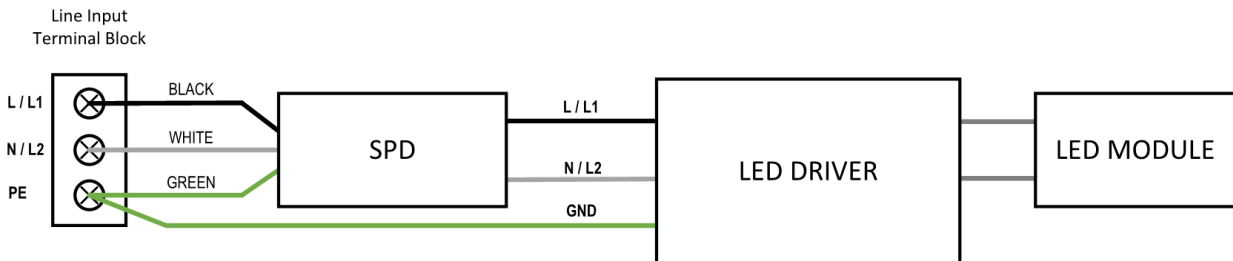 Line Input
Terminal Block
L / L1
BLACK
N / L2
WHITE
PE
GREEN
SPD
L / L1
N / L2
GND
LED DRIVER
LED MODULE